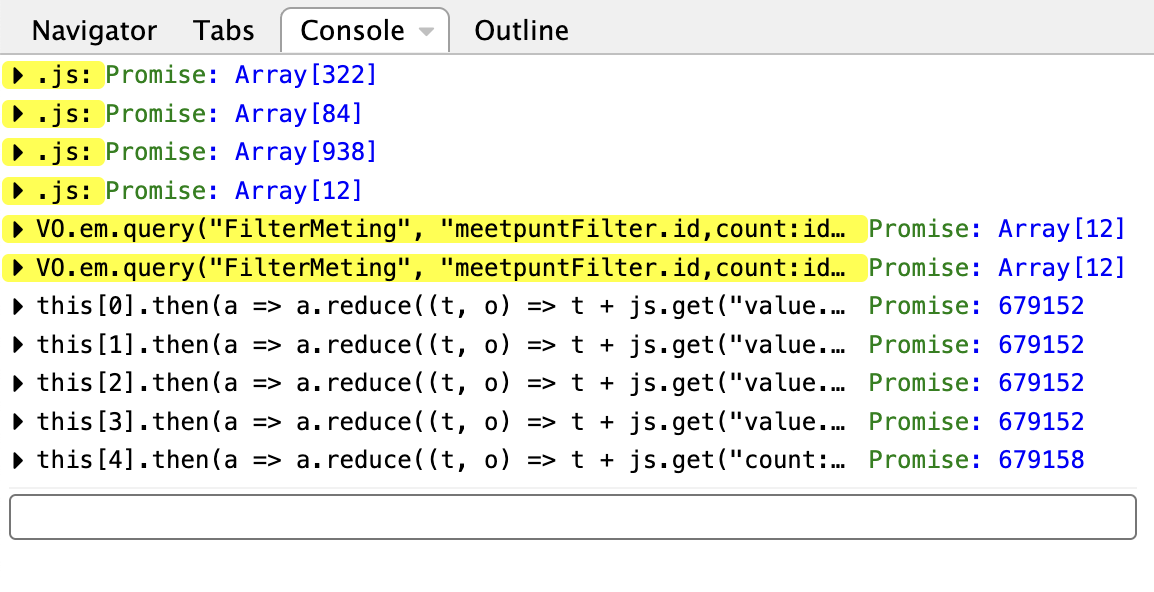 Navigator Tabs Console Outline
.js: Promise: Array[322]
.js: Promise: Array[84]
.js: Promise: Array[938]
.js: Promise: Array[12]
VO.em.query("FilterMeting", "meetpuntFilter.id,count:id… Promise: Array[12]
VO.em.query("FilterMeting", "meetpuntFilter.id,count:id… Promise: Array[12]
this[0].then(a => a.reduce((t, o) => t + js.get("value.… Promise: 679152
this[1].then(a => a.reduce((t, o) => t + js.get("value.… Promise: 679152
this[2].then(a => a.reduce((t, o) => t + js.get("value.… Promise: 679152
this[3].then(a => a.reduce((t, o) => t + js.get("value.… Promise: 679152
this[4].then(a => a.reduce((t, o) => t + js.get("count:… Promise: 679158